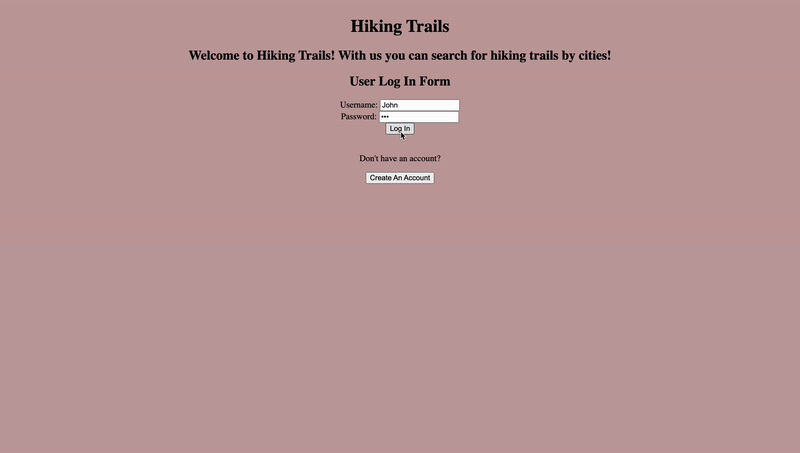 Hiking Trails
Welcome to Hiking Trails! With us you can search for hiking trails by cities!
User Log In Form
Username: John
Password: •••
Log In
Don't have an account?
Create An Account